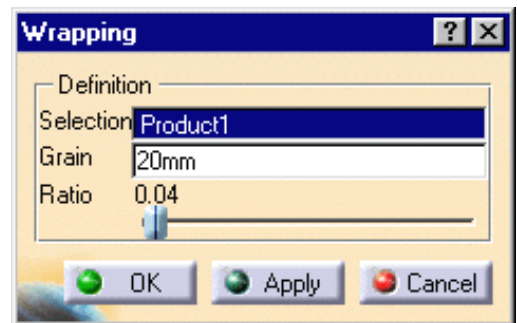 Wrapping ? X
Definition
Selection Product1
Grain 20mm
Ratio 0.04
OK Apply Cancel